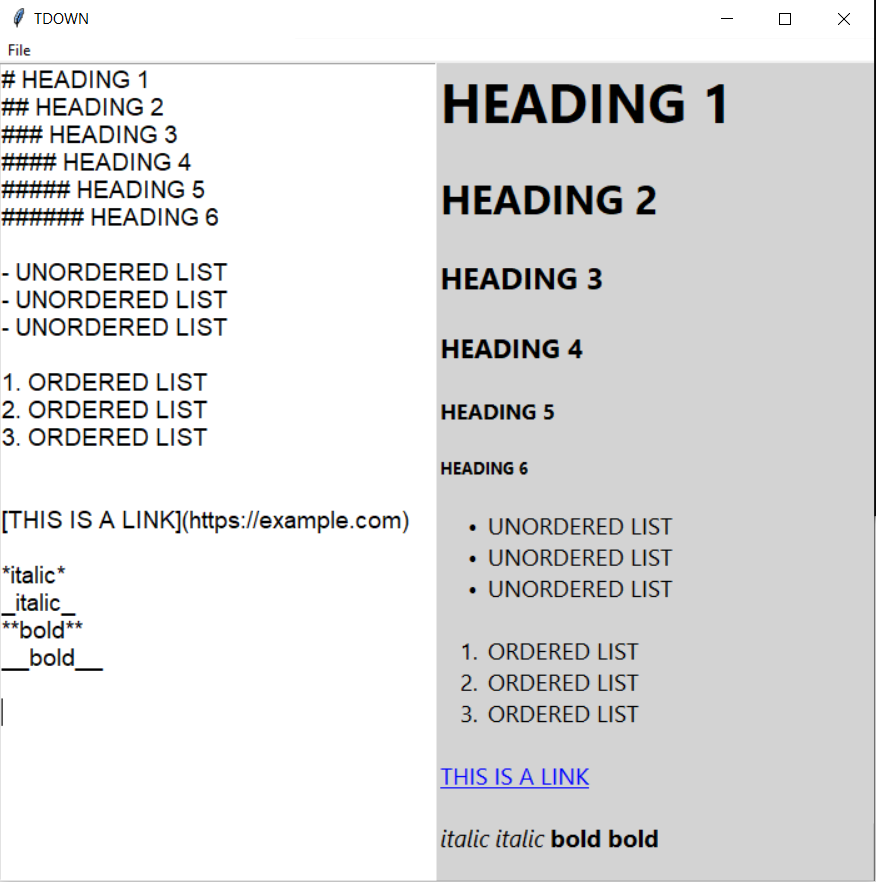 TDOWN
File
# HEADING 1
## HEADING 2
### HEADING 3
#### HEADING 4
##### HEADING 5
###### HEADING 6
- UNORDERED LIST
- UNORDERED LIST
- UNORDERED LIST
1. ORDERED LIST
2. ORDERED LIST
3. ORDERED LIST
[THIS IS A LINK](https://example.com)
*italic*
_italic_
**bold**
__bold__
HEADING 1
HEADING 2
HEADING 3
HEADING 4
HEADING 5
HEADING 6
• UNORDERED LIST
• UNORDERED LIST
• UNORDERED LIST
1. ORDERED LIST
2. ORDERED LIST
3. ORDERED LIST
THIS IS A LINK
italic italic bold bold